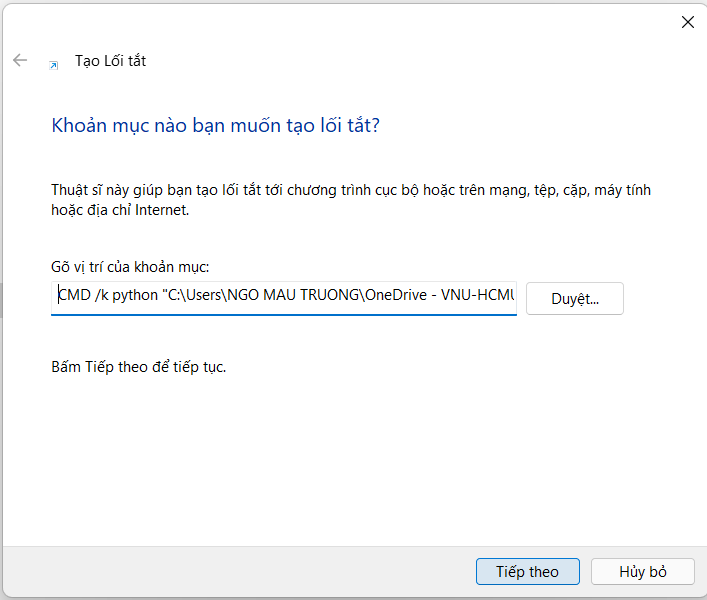 Tạo Lối tắt
Khoản mục nào bạn muốn tạo lối tắt?
Thuật sĩ này giúp bạn tạo lối tắt tới chương trình cục bộ hoặc trên mạng, tệp, cặp, máy tính
hoặc địa chỉ Internet.
Gõ vị trí của khoản mục:
CMD /k python "C:\Users\NGO MAU TRUONG\OneDrive - VNU-HCMU
Duyệt...
Bấm Tiếp theo để tiếp tục.
Tiếp theo
Hủy bỏ